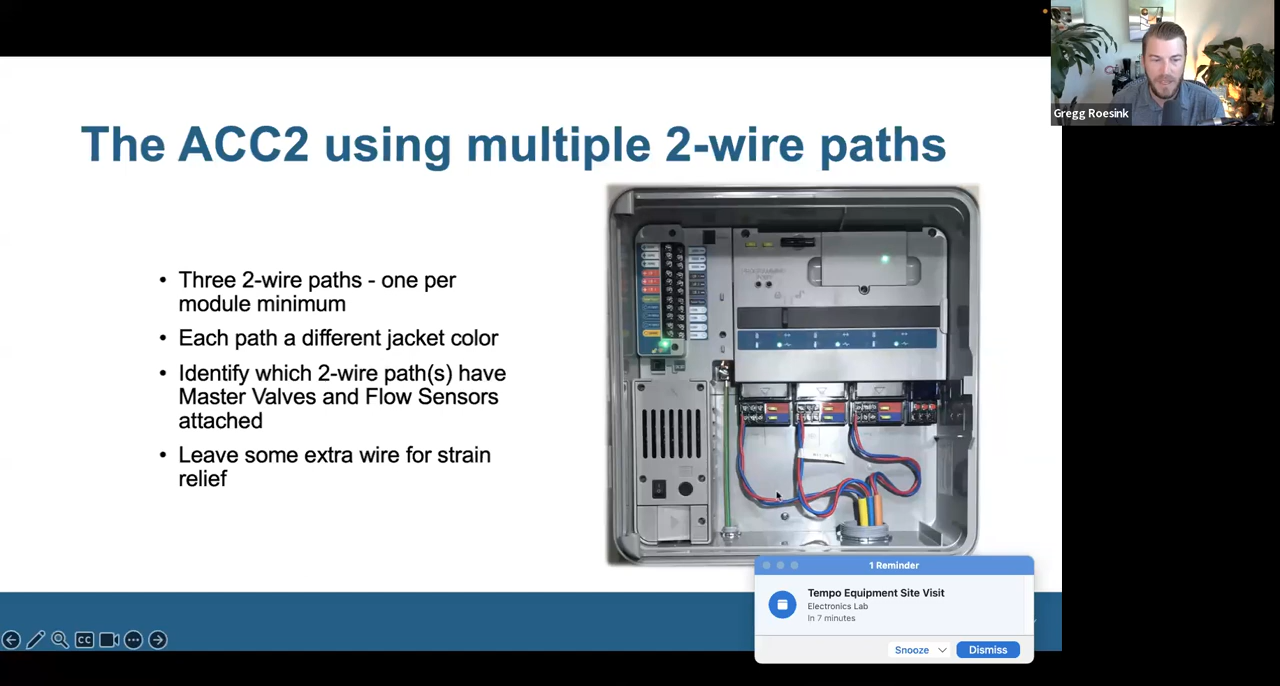 Gregg Roesink
The ACC2 using multiple 2-wire paths
• Three 2-wire paths - one per
module minimum
• Each path a different jacket color
• Identify which 2-wire path(s) have
Master Valves and Flow Sensors
attached
• Leave some extra wire for strain
relief
1 Reminder
Tempo Equipment Site Visit
Electronics Lab
In 7 minutes
Snooze
Dismiss
CC